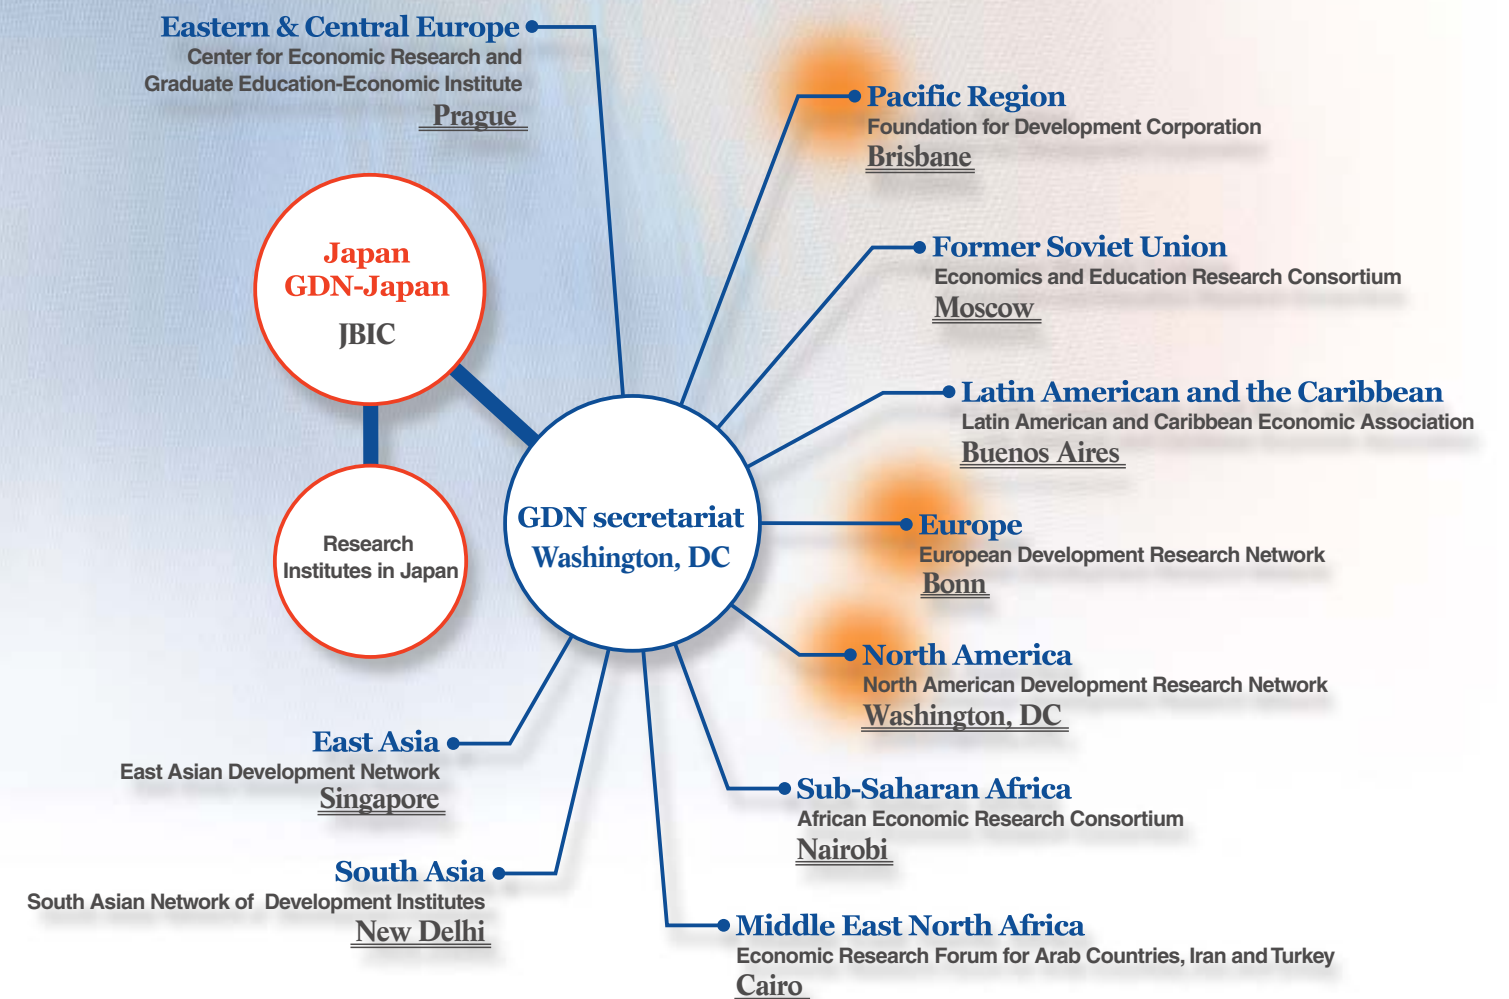 Eastern & Central Europe
Center for Economic Research and
Graduate Education-Economic Institute
Prague
Pacific Region
Foundation for Development Corporation
Brisbane
Japan
GDN-Japan
JBIC
Former Soviet Union
Economics and Education Research Consortium
Moscow
Latin American and the Caribbean
Latin American and Caribbean Economic Association
Buenos Aires
Research
Institutes in Japan
GDN secretariat
Washington, DC
Europe
European Development Research Network
Bonn
North America
North American Development Research Network
Washington, DC
East Asia
East Asian Development Network
Singapore
Sub-Saharan Africa
African Economic Research Consortium
Nairobi
South Asia
South Asian Network of Development Institutes
New Delhi
Middle East North Africa
Economic Research Forum for Arab Countries, Iran and Turkey
Cairo